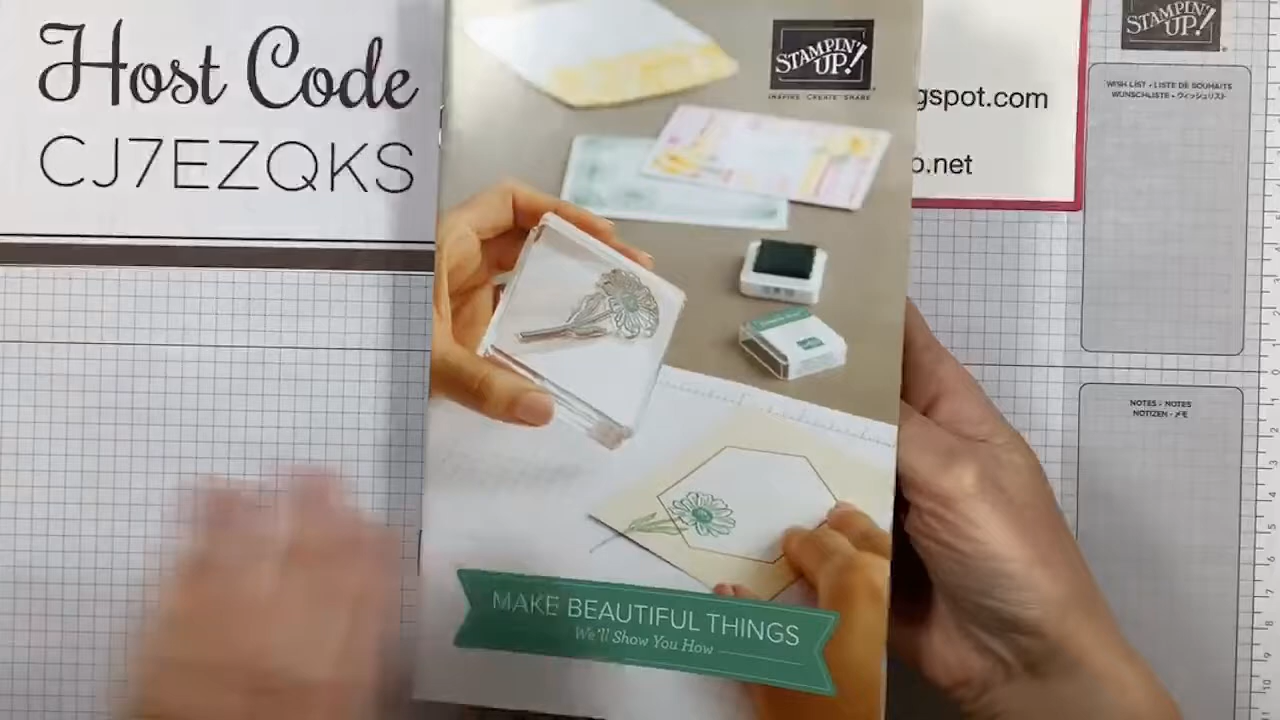 Host Code
CJ7EZQKS
STAMPIN'
UP!
INSPIRE · CREATE · SHARE
MAKE BEAUTIFUL THINGS
We'll Show You How
gspot.com
o.net
STAMPIN'
UP!
WISH LIST • LISTE DE SOUHAITS
WUNSCHLISTE • ウィッシュリスト
NOTES • NOTES
NOTIZEN • メモ